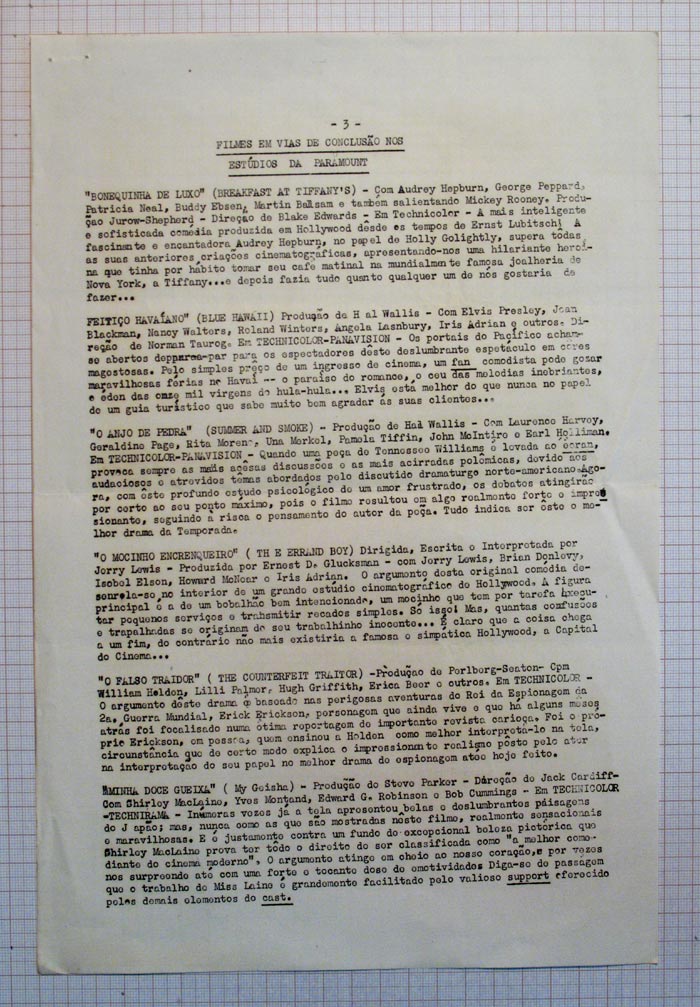 - 3 -
FILMES EM VIAS DE CONCLUSÃO NOS
ESTÚDIOS DA PARAMOUNT
"BONEQUINHA DE LUXO" (BREAKFAST AT TIFFANY'S) - Com Audrey Hepburn, George Peppard,
Patricia Neal, Buddy Ebsen, Martin Balsam e tambem salientando Mickey Rooney. Produ-
ção Jurow-Shepherd - Direção de Blake Edwards - Em Technicolor - A mais inteligente
e sofisticada comedia produzida em Hollywood desde os tempos de Ernst Lubitsch! A
fascinante e encantadora Audrey Hepburn, no papel de Holly Golightly, supera todas
as suas anteriores criações cinematográficas, apresentando-nos uma hilariante heroi-
na que tinha por hábito tomar seu cafe matinal na mundialmente famosa joalheria de
Nova York, a Tiffany...e depois fazia tudo quanto qualquer um de nós gostaria de
fazer...
FEITIÇO HAVAÍANO" (BLUE HAWAII) Produção de H al Wallis - Com Elvis Presley, Joan
Blackman, Nancy Walters, Roland Winters, Angela Lasnbury, Iris Adrian e outros. Di-
reção de Norman Taurog. Em TECHNICOLOR-PANAVISION - Os portais do Pacífico acham-
se abertos depparea-par para os espectadores dêste deslumbrante espetáculo em cores
magostosas. Pelo simples preço de um ingresso de cinema, um fan comodista pode gosar
maravilhosas férias no Havaí -- o paraíso do romance, o ceu das melodias inebriantes,
e eden das onze mil virgens do hula-hula... Elvis está melhor do que nunca no papel
de um guia turístico que sabe muito bem agradar às suas clientes...
"O ANJO DE PEDRA" (SUMMER AND SMOKE) - Produção de Hal Wallis - Com Laurence Harvey,
Geraldine Page, Rita Moreno, Una Merkel, Pamela Tiffin, John McIntire e Earl Holliman.
Em TECHNICOLOR-PANAVISION - Quando uma peça de Tennessee Williams é levada ao écran,
provoca sempre as mais acêsas discussões e as mais acirradas polêmicas, devido aos
audaciosos e atrevidos temas abordados pelo discutido dramaturgo norte-americano.Ago-
ra, com êste profundo estudo psicológico de um amor frustrado, os debates atingirão
por certo ao seu ponto máximo, pois o filme resultou em algo realmente forte e impres
sionante, seguindo à risca o pensamento do autor da peça. Tudo indica ser êste o me-
lhor drama da Temporada.
"O MOCINHO ENCRENQUEIRO" ( TH E ERRAND BOY) Dirigida, Escrita e Interpretada por
Jerry Lewis - Produzida por Ernest D. Glucksman - com Jerry Lewis, Brian Donlevy,
Isobel Elson, Howard McNear e Iris Adrian. O argumento desta original comédia de-
senrola-se no interior de um grande estúdio cinematográfico de Hollywood. A figura
principal é a de um bobalhão bem intencionado, um mocinho que tem por tarefa execu-
tar pequenos serviços e transmitir recados simples. Só isso! Mas, quantas confusões
e trapalhadas se originam de seu trabalhinho inocente... É claro que a coisa chega
a um fim, do contrário não mais existiria a famosa e simpática Hollywood, a Capital
do Cinema...
"O FALSO TRAIDOR" ( THE COUNTERFEIT TRAITOR) -Produção de Perlberg-Seaton- Cpm
William Holden, Lilli Palmer, Hugh Griffith, Erica Beer e outros. Em TECHNICOLOR -
O argumento dêste drama é baseado nas perigosas aventuras do Rei da Espionagem da
2a. Guerra Mundial, Erick Erickson, personagem que ainda vive e que há alguns meses
atrás foi focalisado numa ótima reportagem de importante revista carioca. Foi o pró-
prie Erickson, em pessoa, quem ensinou a Holden como melhor interpretá-lo na tela,
circunstância que de certo modo explica o impressionante realismo pôsto pelo ator
na interpretação do seu papel no melhor drama de espionagem atee hoje feito.
"MINHA DOCE GUEIXA" ( My Geisha) - Produção de Steve Parker - Dáreção de Jack Cardiff-
Com Shirley MacLaine, Yves Montand, Edward G. Robinson e Bob Cummings - Em TECHNICOLOR
-TECHNIRAMA - Inúmeras vezes já a tela apresentou belas e deslumbrantes páisagens
do J apão; mas, nunca como as que são mostradas neste filme, realmente sensacionais
e maravilhosas. E é justamente contra um fundo de excepcional beleza pictórica que
Shirley MacLaine prova ter tôdo o direito de ser classificada como "a melhor come-
diante do cinema moderno". O argumento atinge em cheio ao nosso coração,e por vezes
nos surpreende até com uma forte e tocante dose de emotividade! Diga-se de passagem
que o trabalho de Miss Laine é grandemente facilitado pelo valioso support oferecido
pelos demais elementos do cast.